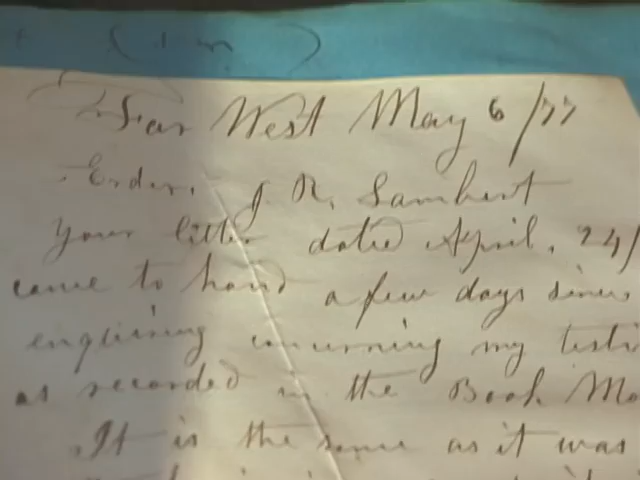 Far West May 6/77
Erder. J. R. Lambert
your letter dated April. 24/
came to hand a few days since,
enquiring concerning my testi
as recorded in the Book Mo
It is the same as it was